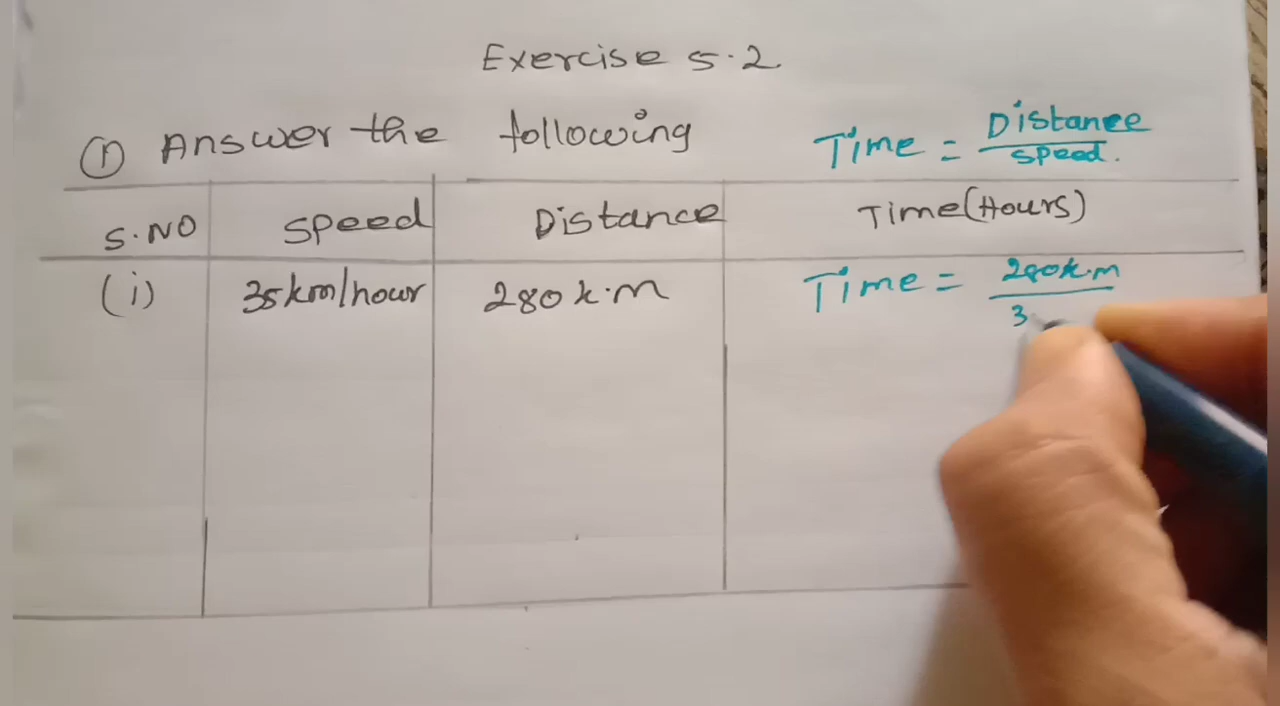 Exercise 5.2
(1) Answer the following
Time = Distance / Speed.
S.NO Speed Distance Time(Hours)
(i) 35km/hour 280k.m Time = 280k.m / 3